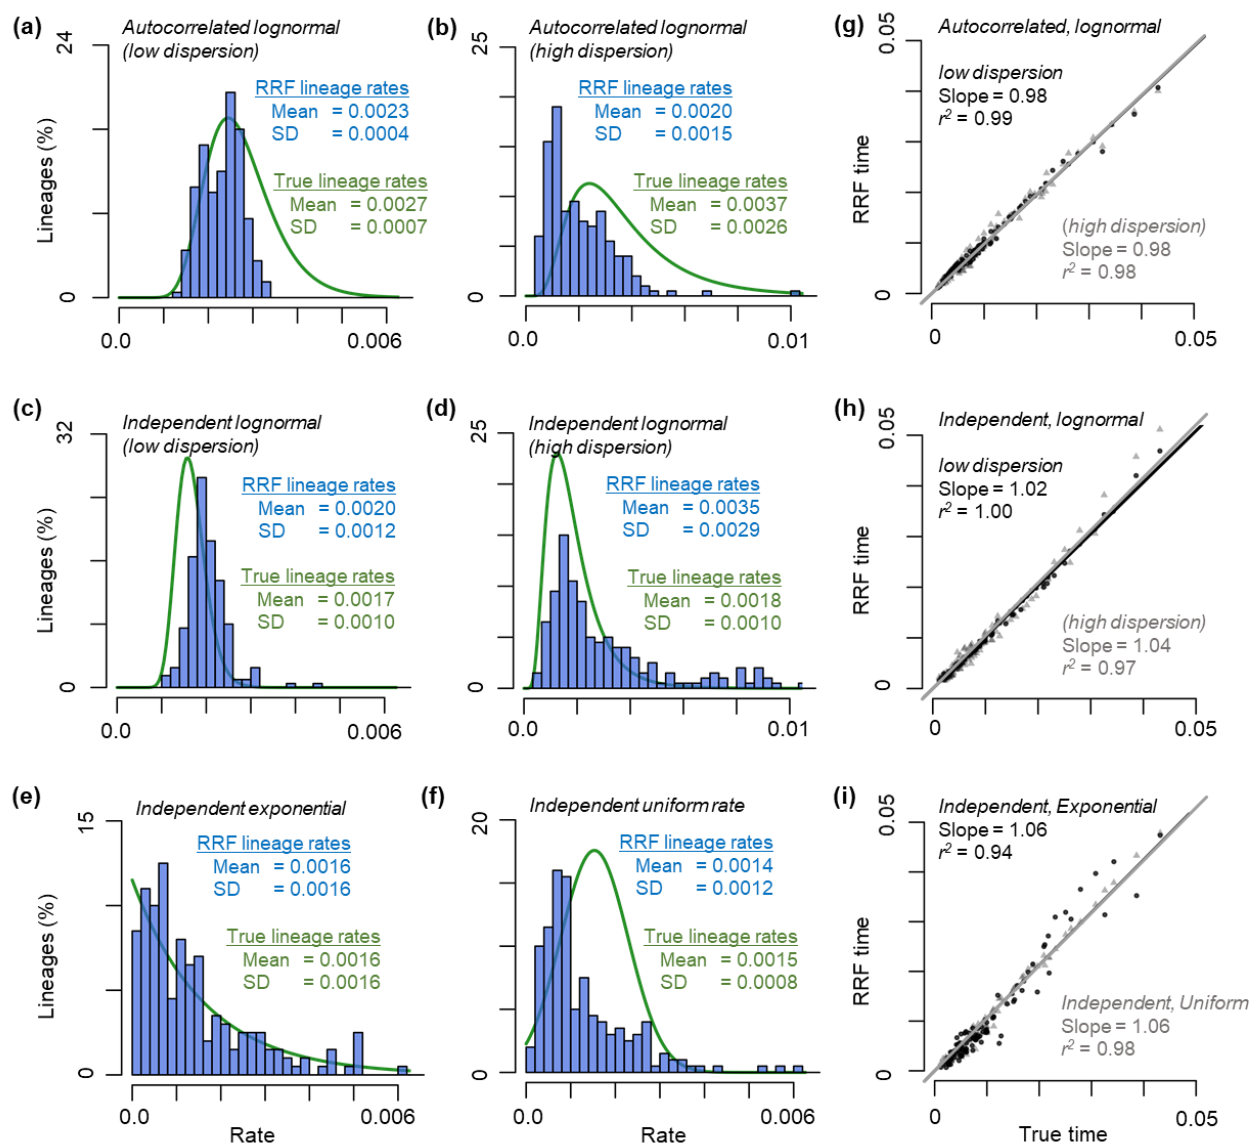 (a)
Autocorrelated lognormal
(low dispersion)
24
RRF lineage rates
Mean = 0.0023
SD = 0.0004
True lineage rates
Mean = 0.0027
SD = 0.0007
Lineages (%)
0
0.0
0.006
(b)
Autocorrelated lognormal
(high dispersion)
25
RRF lineage rates
Mean = 0.0020
SD = 0.0015
True lineage rates
Mean = 0.0037
SD = 0.0026
0
0.0
0.01
(g)
Autocorrelated, lognormal
0.05
low dispersion
Slope = 0.98
r² = 0.99
RRF time
(high dispersion)
Slope = 0.98
r² = 0.98
0
0
0.05
(c)
Independent lognormal
(low dispersion)
32
RRF lineage rates
Mean = 0.0020
SD = 0.0012
True lineage rates
Mean = 0.0017
SD = 0.0010
Lineages (%)
0
0.0
0.006
(d)
Independent lognormal
(high dispersion)
25
RRF lineage rates
Mean = 0.0035
SD = 0.0029
True lineage rates
Mean = 0.0018
SD = 0.0010
0
0.0
0.01
(h)
Independent, lognormal
0.05
low dispersion
Slope = 1.02
r² = 1.00
RRF time
(high dispersion)
Slope = 1.04
r² = 0.97
0
0
0.05
(e)
Independent exponential
15
RRF lineage rates
Mean = 0.0016
SD = 0.0016
True lineage rates
Mean = 0.0016
SD = 0.0016
Lineages (%)
0
0.0
0.006
Rate
(f)
Independent uniform rate
20
RRF lineage rates
Mean = 0.0014
SD = 0.0012
True lineage rates
Mean = 0.0015
SD = 0.0008
0
0.0
0.006
Rate
(i)
Independent, Exponential
0.05
Slope = 1.06
r² = 0.94
RRF time
Independent, Uniform
Slope = 1.06
r² = 0.98
0
0
0.05
True time